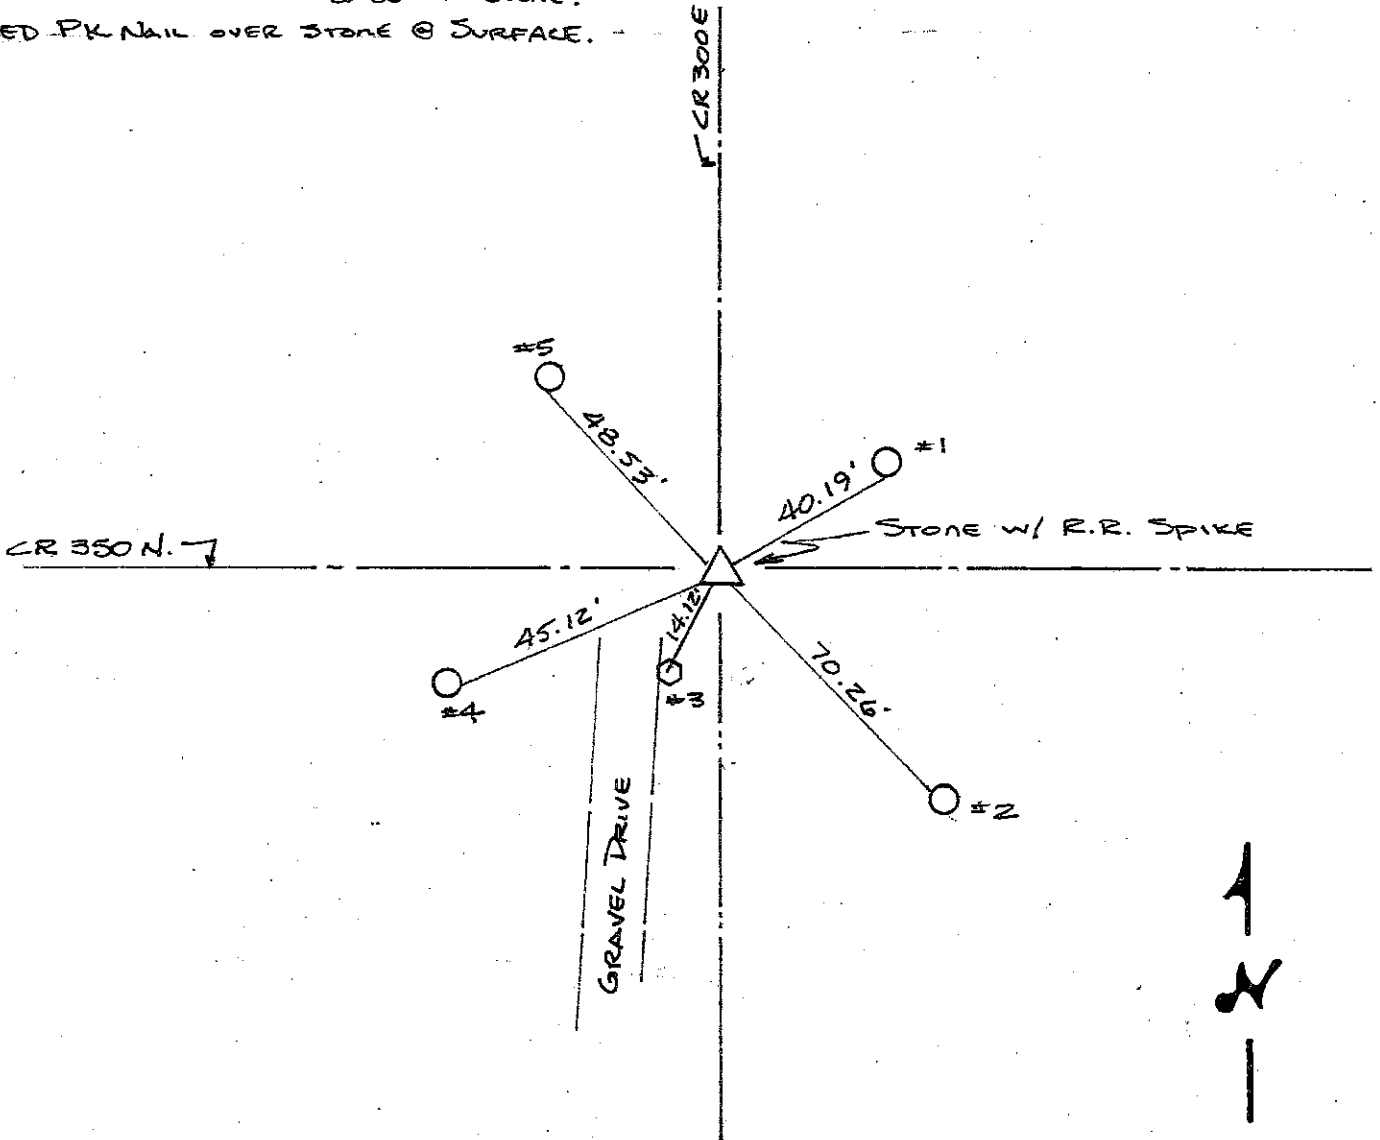 ED PK NAIL OVER STONE @ SURFACE.
CR 300 E
#5
48.53'
#1
40.19'
STONE W/ R.R. SPIKE
CR 350 N.
45.12'
14.12'
#4
#3
70.26'
#2
GRAVEL DRIVE
N